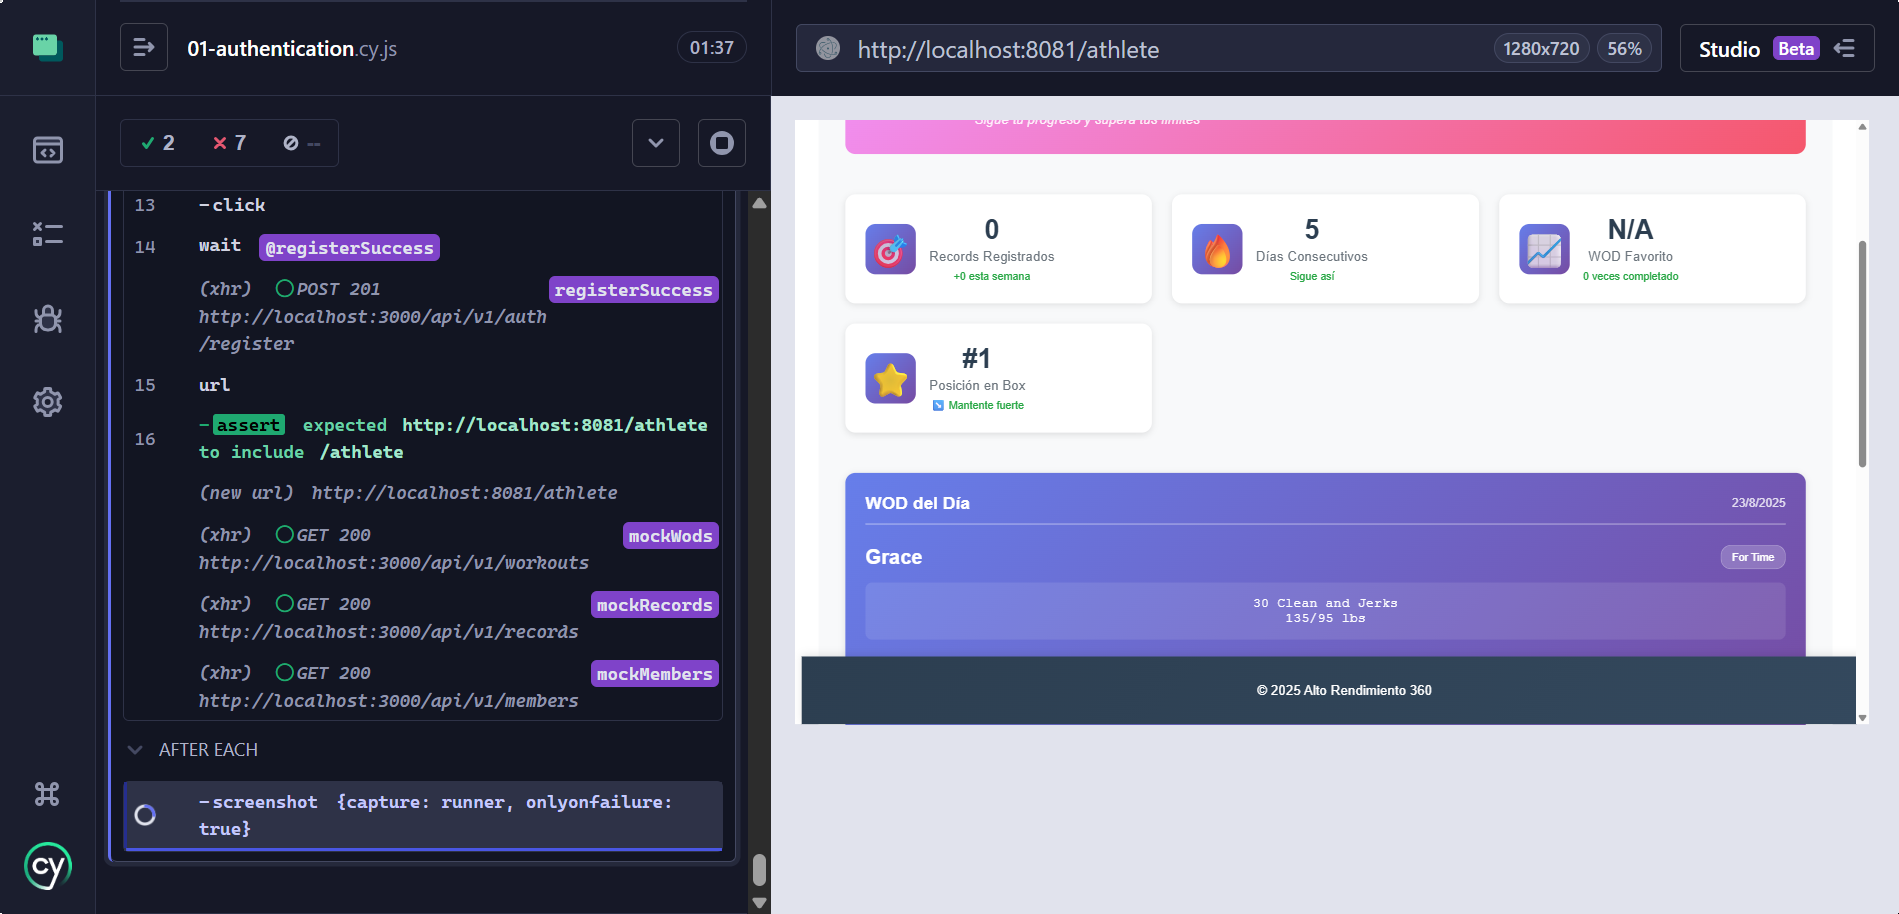 01-authentication.cy.js
01:37
2
7
--
13
-click
14
wait @registerSuccess
(xhr) POST 201 registerSuccess
http://localhost:3000/api/v1/auth
/register
15
url
16
-assert expected http://localhost:8081/athlete
to include /athlete
(new url) http://localhost:8081/athlete
(xhr) GET 200 mockWods
http://localhost:3000/api/v1/workouts
(xhr) GET 200 mockRecords
http://localhost:3000/api/v1/records
(xhr) GET 200 mockMembers
http://localhost:3000/api/v1/members
AFTER EACH
-screenshot {capture: runner, onlyonfailure:
true}
cy
http://localhost:8081/athlete
1280x720
56%
Studio Beta
Sigue tu progreso y supera tus límites
0
Records Registrados
+0 esta semana
5
Días Consecutivos
Sigue así
N/A
WOD Favorito
0 veces completado
#1
Posición en Box
Mantente fuerte
WOD del Día
23/8/2025
Grace
For Time
30 Clean and Jerks
135/95 lbs
© 2025 Alto Rendimiento 360